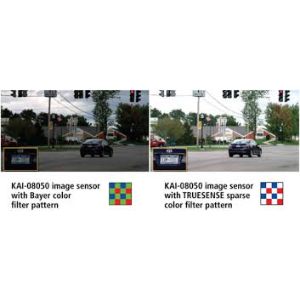 KAI-08050 image sensor
with Bayer color
filter pattern
KAI-08050 image sensor
with TRUESENSE sparse
color filter pattern